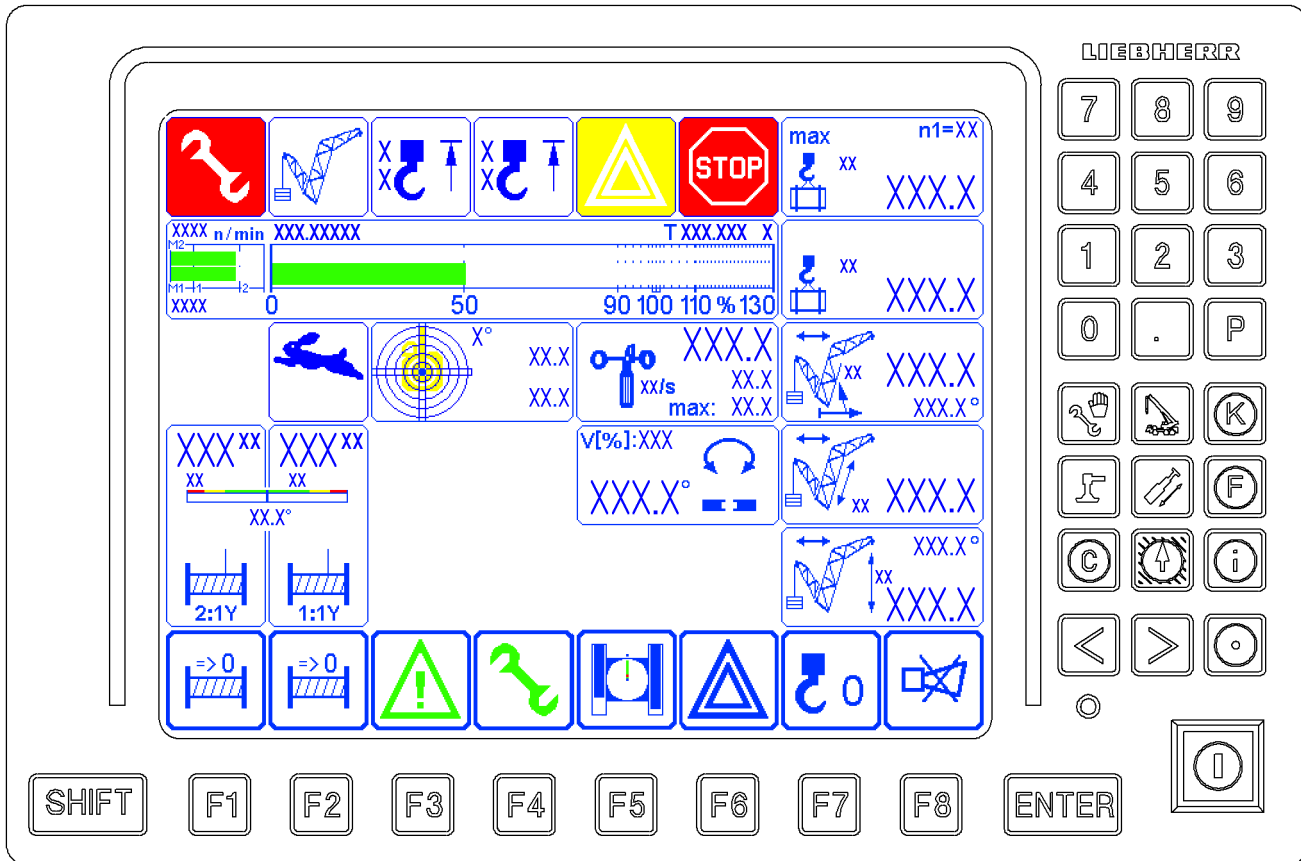 LIEBHERR
7 8 9
4 5 6
1 2 3
0 . P
K
F
C i
< >
STOP
X
X
X
X
max
n1=XX
XX
XXX.X
XXXX n/min XXX.XXXXX T XXX.XXX X
M2
M1 1 2
XXXX
0 50 90 100 110 % 130
XX
XXX.X
X°
XX.X
XX.X
XXX.X
XX/s
XX.X
max: XX.X
XX
XXX.X
XXX.X°
XXX XX XXX XX
XX XX
XX.X°
V[%]:XXX
XXX.X°
XX
XXX.X
XXX.X°
XX
XXX.X
2:1Y 1:1Y
=> 0 => 0 ! 0
SHIFT F1 F2 F3 F4 F5 F6 F7 F8 ENTER